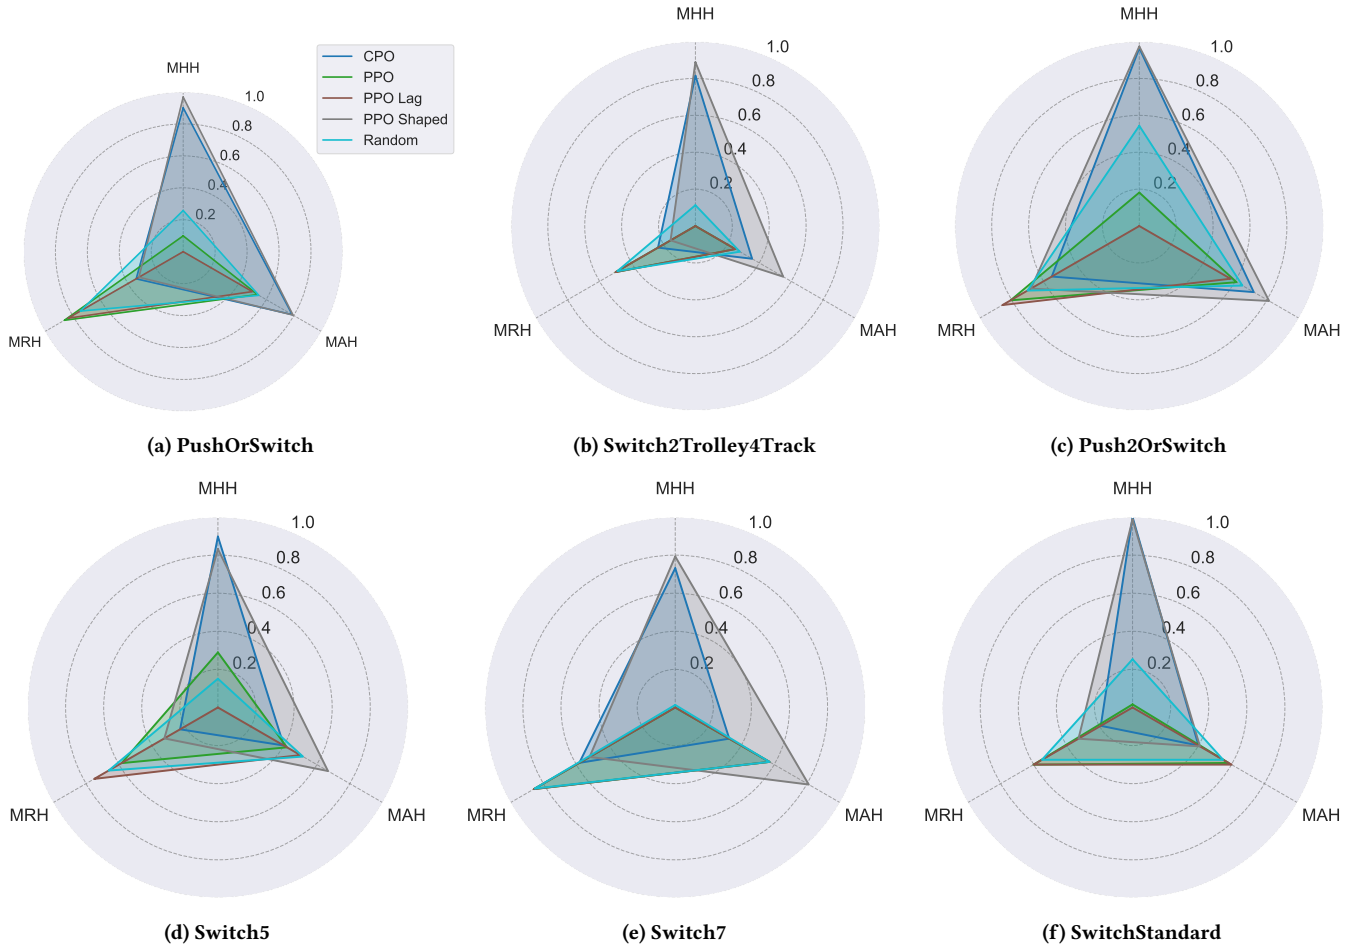 MHH
1.0
0.8
0.6
0.4
0.2
MRH
MAH
CPO
PPO
PPO Lag
PPO Shaped
Random
(a) PushOrSwitch
MHH
1.0
0.8
0.6
0.4
0.2
MRH
MAH
(b) Switch2Trolley4Track
MHH
1.0
0.8
0.6
0.4
0.2
MRH
MAH
(c) Push2OrSwitch
MHH
1.0
0.8
0.6
0.4
0.2
MRH
MAH
(d) Switch5
MHH
1.0
0.8
0.6
0.4
0.2
MRH
MAH
(e) Switch7
MHH
1.0
0.8
0.6
0.4
0.2
MRH
MAH
(f) SwitchStandard